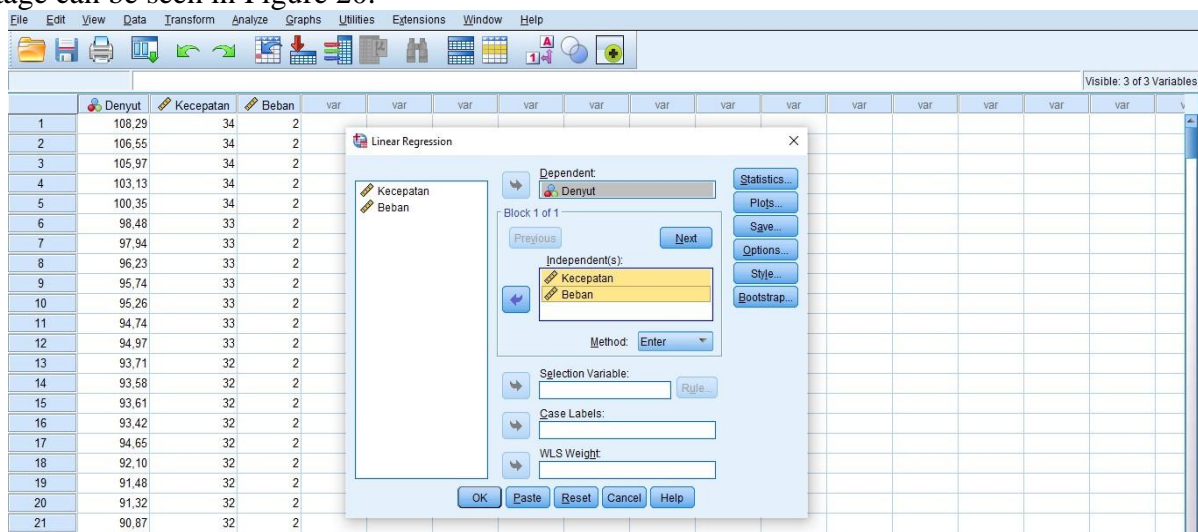 tage can be seen in Figure 20.
File Edit View Data Transform Analyze Graphs Utilities Extensions Window Help
Visible: 3 of 3 Variables
Denyut Kecepatan Beban var var var var var var var var var var var var
1 108,29 34 2
2 106,55 34 2
3 105,97 34 2
4 103,13 34 2
5 100,35 34 2
6 98,48 33 2
7 97,94 33 2
8 96,23 33 2
9 95,74 33 2
10 95,26 33 2
11 94,74 33 2
12 94,97 33 2
13 93,71 32 2
14 93,58 32 2
15 93,61 32 2
16 93,42 32 2
17 94,65 32 2
18 92,10 32 2
19 91,48 32 2
20 91,32 32 2
21 90,87 32 2
Linear Regression
Kecepatan
Beban
Dependent:
Denyut
Block 1 of 1
Previous Next
Independent(s):
Kecepatan
Beban
Method: Enter
Selection Variable:
Rule...
Case Labels:
WLS Weight:
Statistics...
Plots...
Save...
Options...
Style...
Bootstrap...
OK Paste Reset Cancel Help